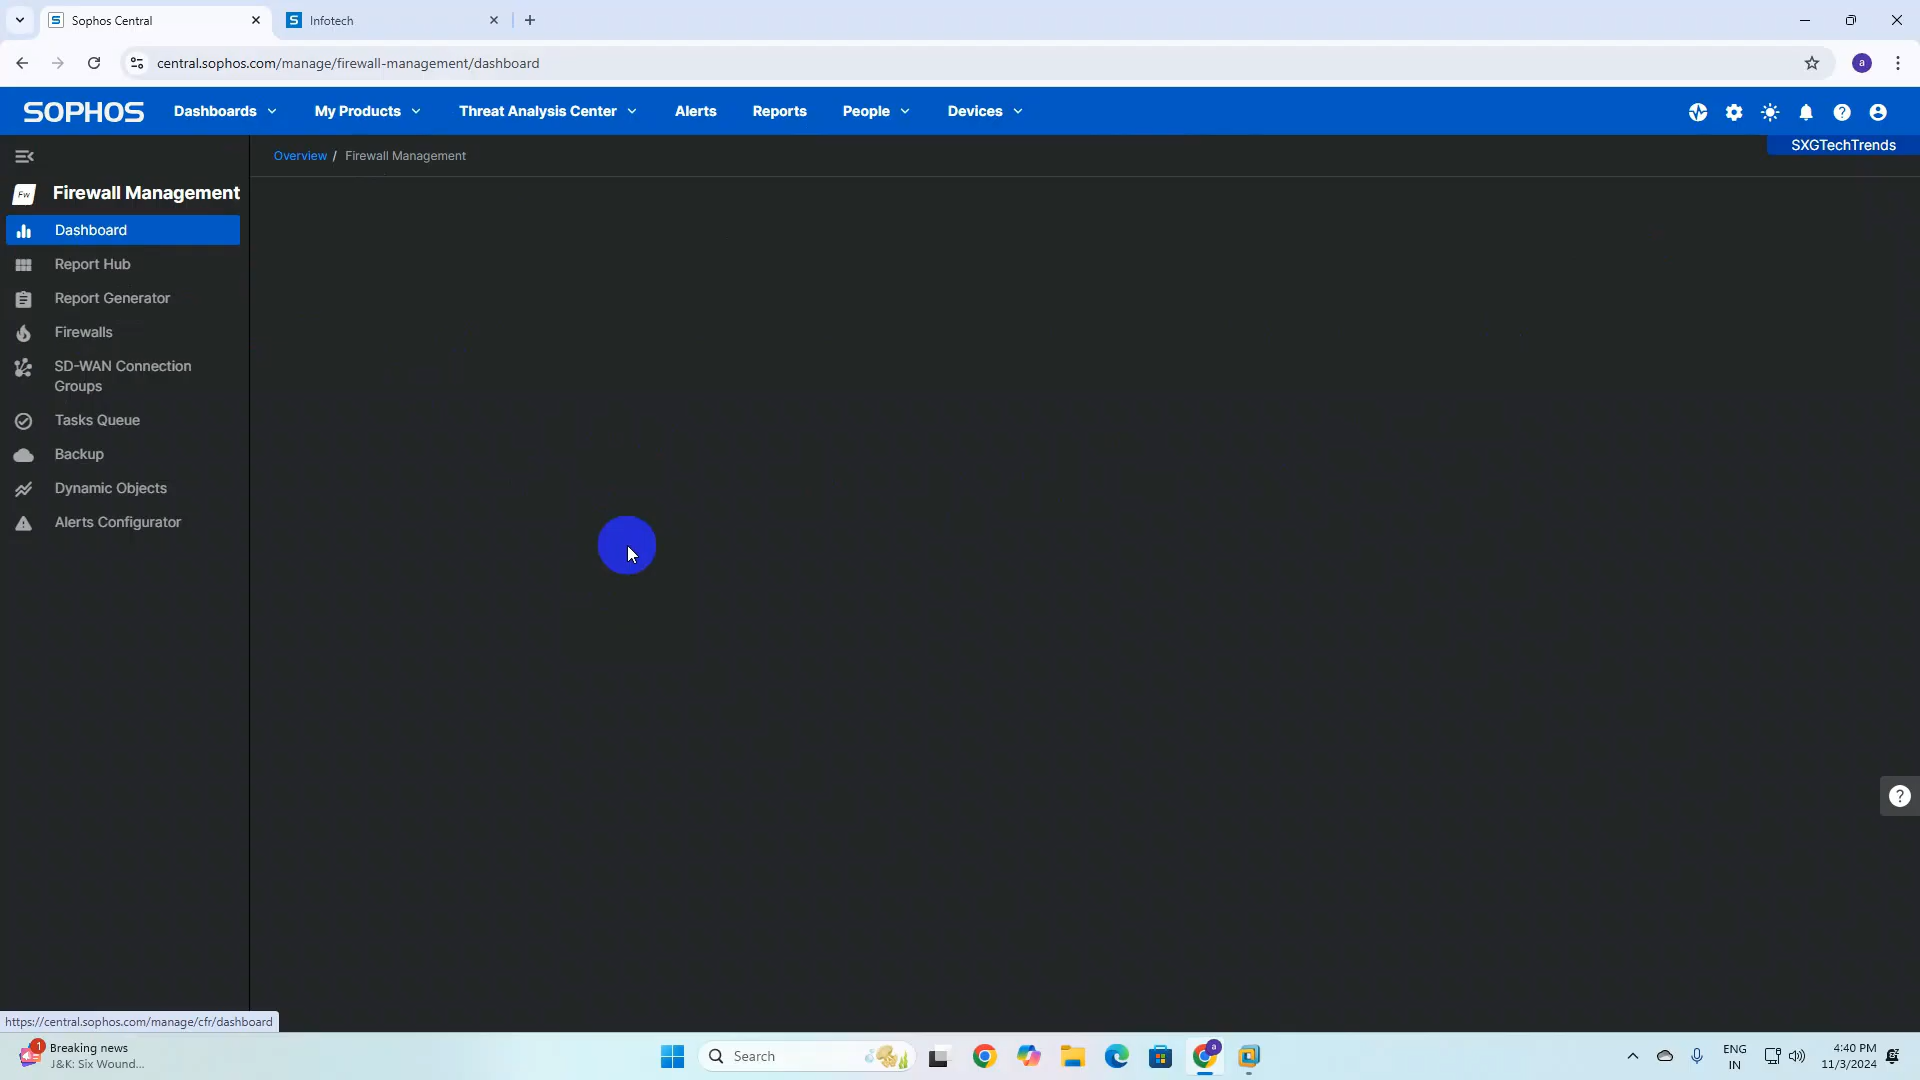 Sophos Central
Infotech
central.sophos.com/manage/firewall-management/dashboard
a
SOPHOS
Dashboards
My Products
Threat Analysis Center
Alerts
Reports
People
Devices
SXGTechTrends
Overview / Firewall Management
Fw
Firewall Management
Dashboard
Report Hub
Report Generator
Firewalls
SD-WAN Connection
Groups
Tasks Queue
Backup
Dynamic Objects
Alerts Configurator
https://central.sophos.com/manage/cfr/dashboard
1
Breaking news
J&K: Six Wound...
Search
a
ENG
IN
4:40 PM
11/3/2024